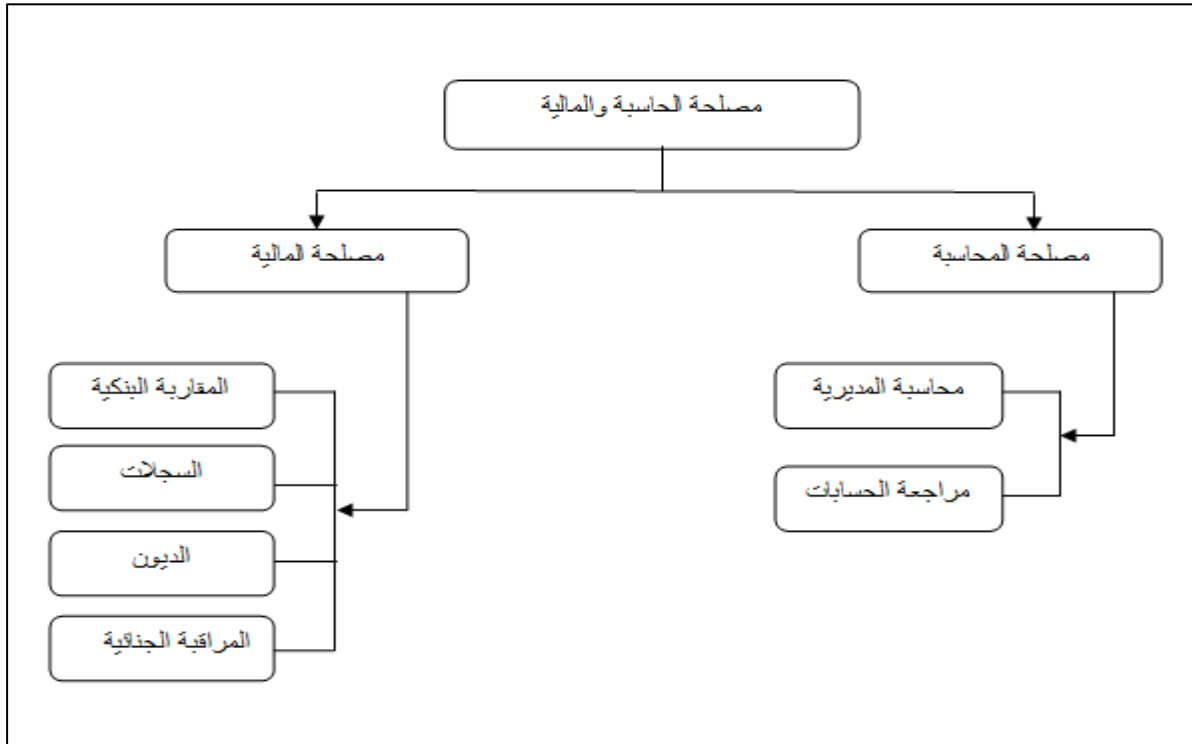 مصلحة الحاسبة والمالية
مصلحة المحاسبة
مصلحة المالية
محاسبة المديرية
مراجعة الحسابات
المقاربة البنكية
السجلات
الديون
المراقبة الجنائية